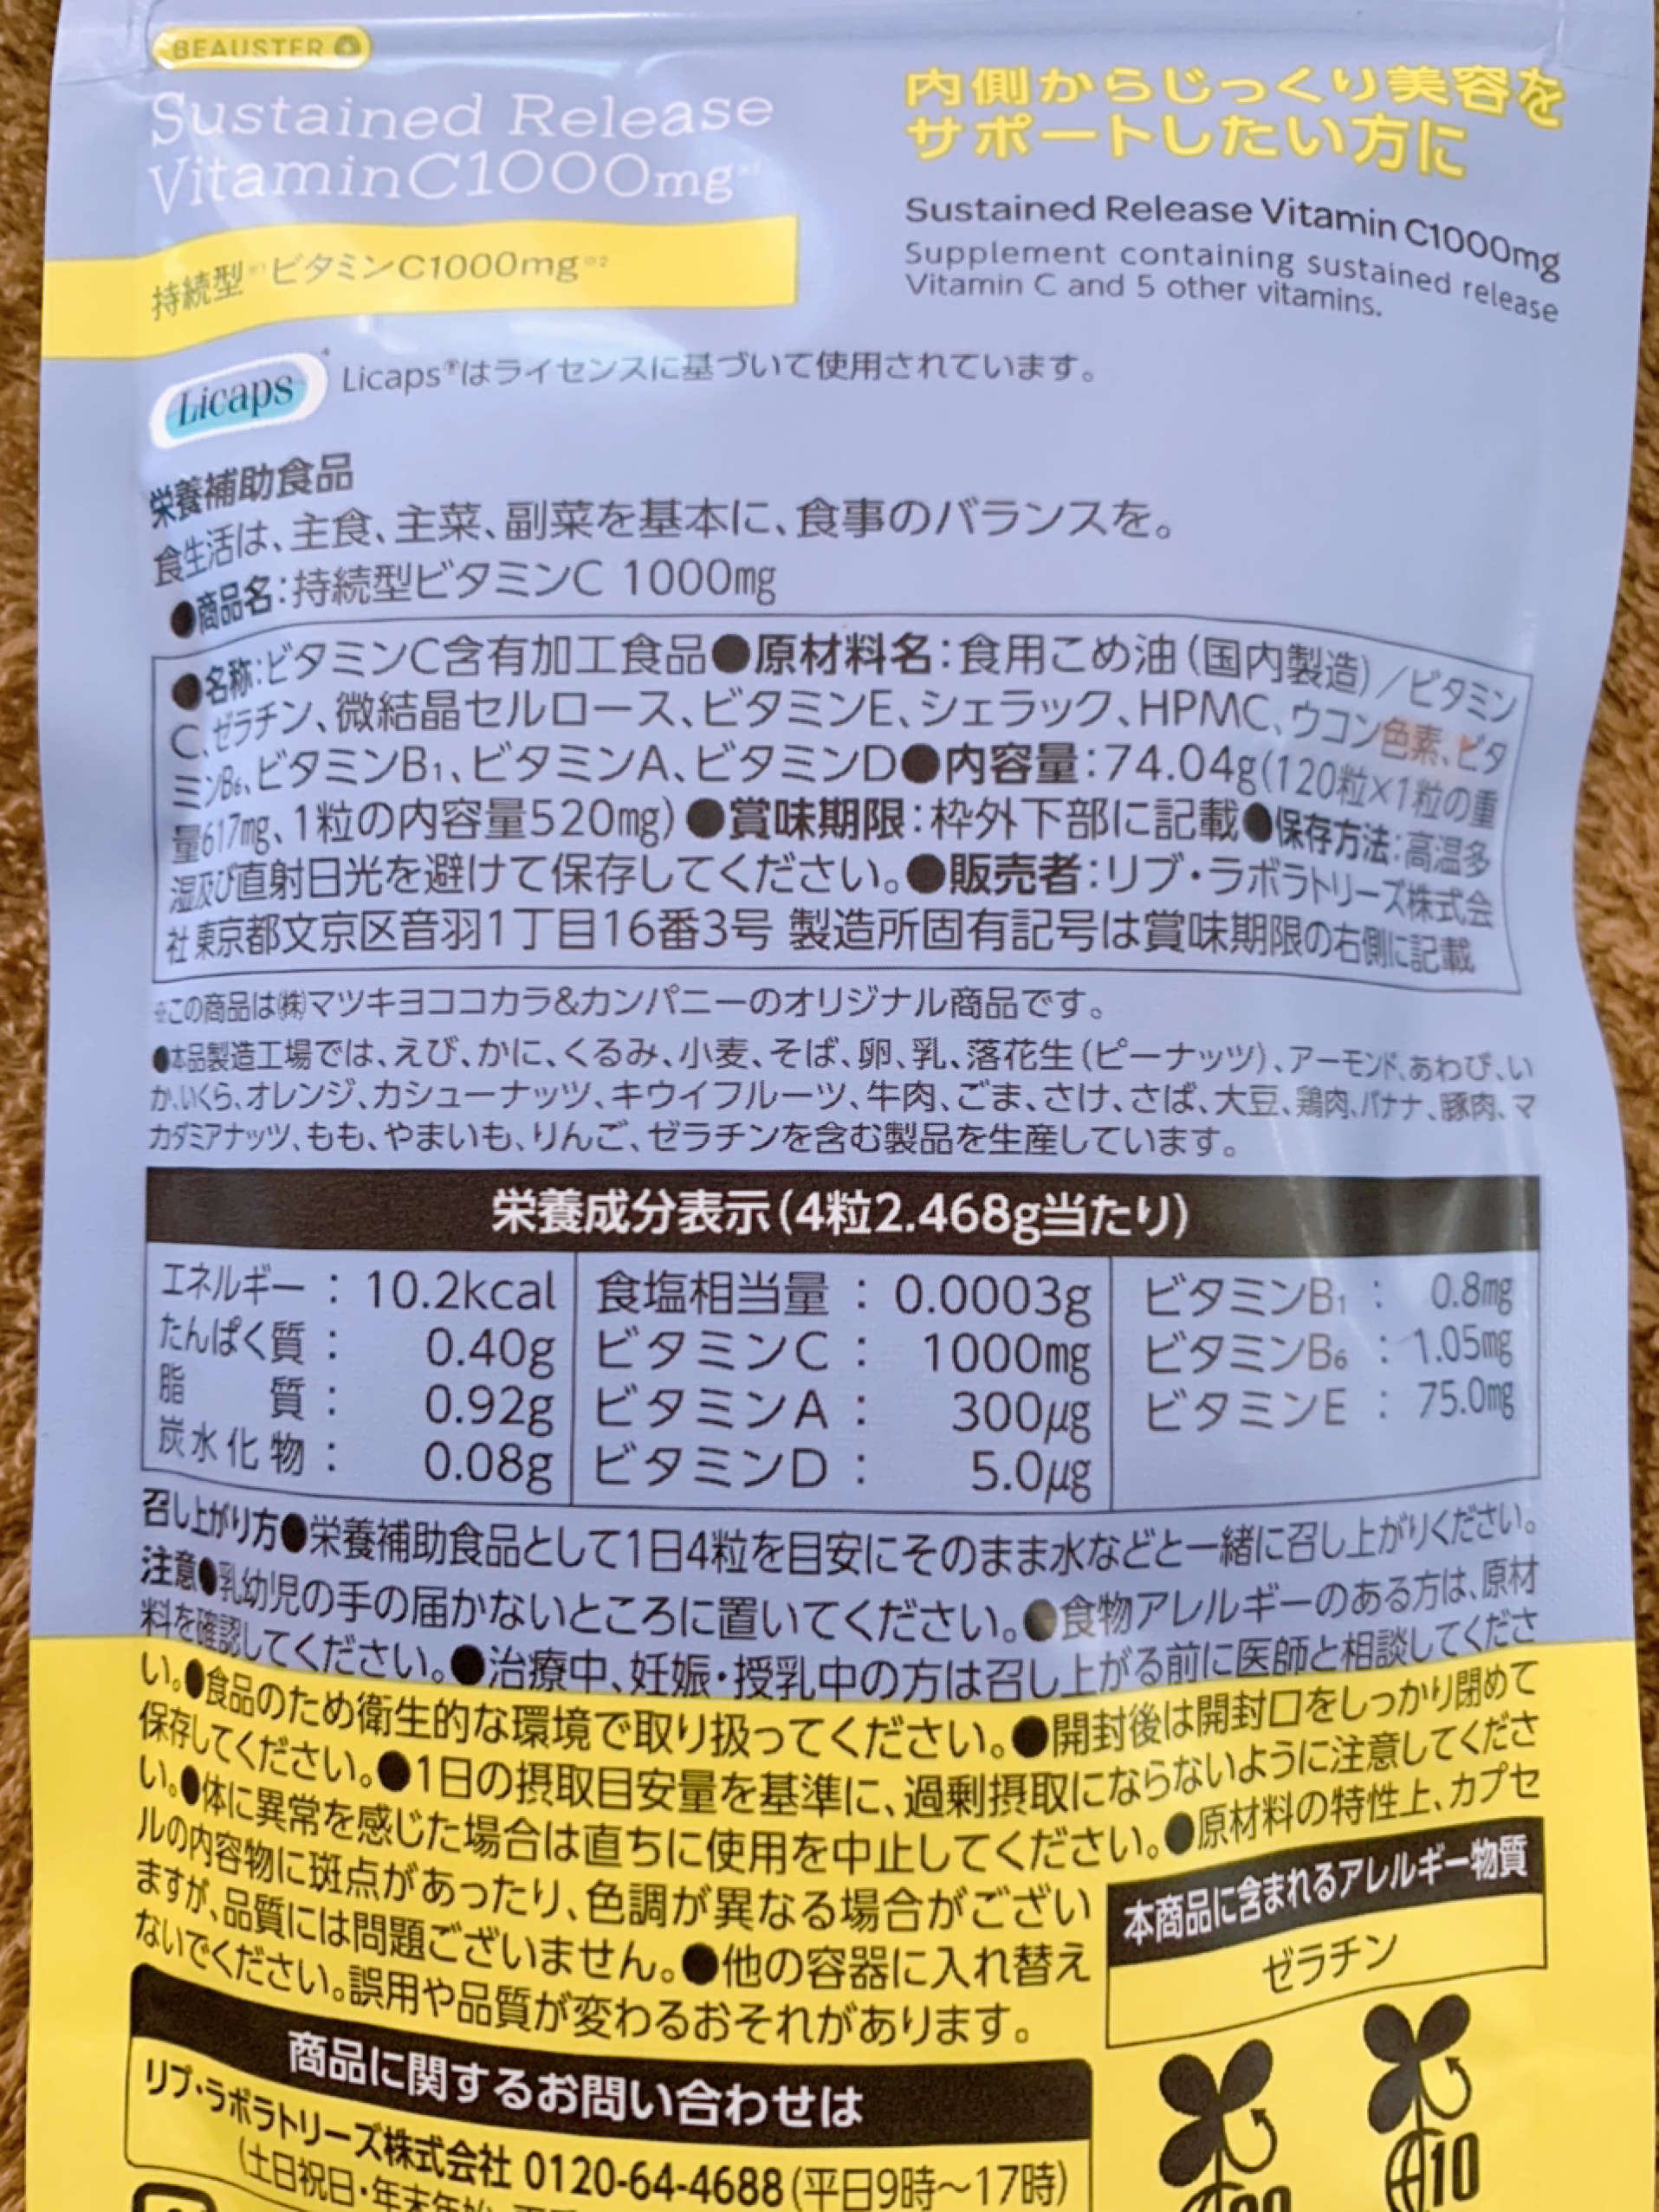 BEAUSTER
Sustained Release
VitaminC1000mg※2
持続型※1ビタミンC1000mg※2
内側からじっくり美容を
サポートしたい方に
Sustained Release Vitamin C1000mg
Supplement containing sustained release
Vitamin C and 5 other vitamins.
Licaps
Licaps®はライセンスに基づいて使用されています。
栄養補助食品
食生活は、主食、主菜、副菜を基本に、食事のバランスを。
●商品名:持続型ビタミンC 1000mg
●名称:ビタミンC含有加工食品●原材料名:食用こめ油(国内製造)/ビタミン
C、ゼラチン、微結晶セルロース、ビタミンE、シェラック、HPMC、ウコン色素、ビタ
ミンB₆、ビタミンB₁、ビタミンA、ビタミンD●内容量:74.04g(120粒×1粒の重
量617mg、1粒の内容量520mg)●賞味期限:枠外下部に記載●保存方法:高温多
湿及び直射日光を避けて保存してください。●販売者:リブ・ラボラトリーズ株式会
社 東京都文京区音羽1丁目16番3号 製造所固有記号は賞味期限の右側に記載
※この商品は㈱マツキヨココカラ&カンパニーのオリジナル商品です。
●本品製造工場では、えび、かに、くるみ、小麦、そば、卵、乳、落花生(ピーナッツ)、アーモンド、あわび、い
か、いくら、オレンジ、カシューナッツ、キウイフルーツ、牛肉、ごま、さけ、さば、大豆、鶏肉、バナナ、豚肉、マ
カダミアナッツ、もも、やまいも、りんご、ゼラチンを含む製品を生産しています。
栄養成分表示(4粒2.468g当たり)
エネルギー : 10.2kcal
たんぱく質 : 0.40g
脂質 : 0.92g
炭水化物 : 0.08g
食塩相当量 : 0.0003g
ビタミンC : 1000mg
ビタミンA : 300μg
ビタミンD : 5.0μg
ビタミンB₁ : 0.8mg
ビタミンB₆ : 1.05mg
ビタミンE : 75.0mg
召し上がり方●栄養補助食品として1日4粒を目安にそのまま水などと一緒に召し上がりください。
注意●乳幼児の手の届かないところに置いてください。●食物アレルギーのある方は、原材
料を確認してください。●治療中、妊娠・授乳中の方は召し上がる前に医師と相談してくださ
い。●食品のため衛生的な環境で取り扱ってください。●開封後は開封口をしっかり閉めて
保存してください。●1日の摂取目安量を基準に、過剰摂取にならないように注意してくださ
い。●体に異常を感じた場合は直ちに使用を中止してください。●原材料の特性上、カプセ
ルの内容物に斑点があったり、色調が異なる場合がござい
ますが、品質には問題ございません。●他の容器に入れ替え
ないでください。誤用や品質が変わるおそれがあります。
本商品に含まれるアレルギー物質
ゼラチン
商品に関するお問い合わせは
リブ・ラボラトリーズ株式会社 0120-64-4688(平日9時～17時)
(土日祝日・年末年始
10